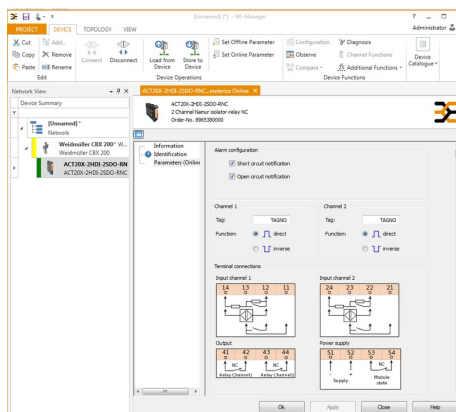 [Unnamed] (*) - WI-Manager
PROJECT DEVICE TOPOLOGY VIEW
Administrator
Cut Add...
Copy Remove
Paste Rename
Connect Disconnect
Load from Device
Store to Device
Set Offline Parameter
Set Online Parameter
Configuration
Observe
Compare
Diagnosis
Channel Functions
Additional Functions
Device Catalogue
Edit Device Operations Device Functions
Network View
Device Summary
[Unnamed] *
Network
Weidmüller CBX 200* W...
Weidmüller CBX 200
ACT20X-2HDI-2SDO-RN
ACT20X-2HDI-2SDO-RNC
ACT20X-2HDI-2SDO-RNC...meterize Online
ACT20X-2HDI-2SDO-RNC
2 Channel Namur isolator-relay NC
Order-No. 8965380000
Information
Identification
Parameters (Onlin
Alarm configuration
Short circuit notification
Open circuit notification
Channel 1
Tag: TAGNO
Function: direct
inverse
Channel 2
Tag: TAGNO
Function: direct
inverse
Terminal connections
Input channel 1
14 13 12 11
Input channel 2
24 23 22 21
Output
41 42 43 44
NC NC
Relay Channel1 Relay Channel2
Power supply
51 52 53 54
- + NC
Supply Module state
Ok Apply Close Help